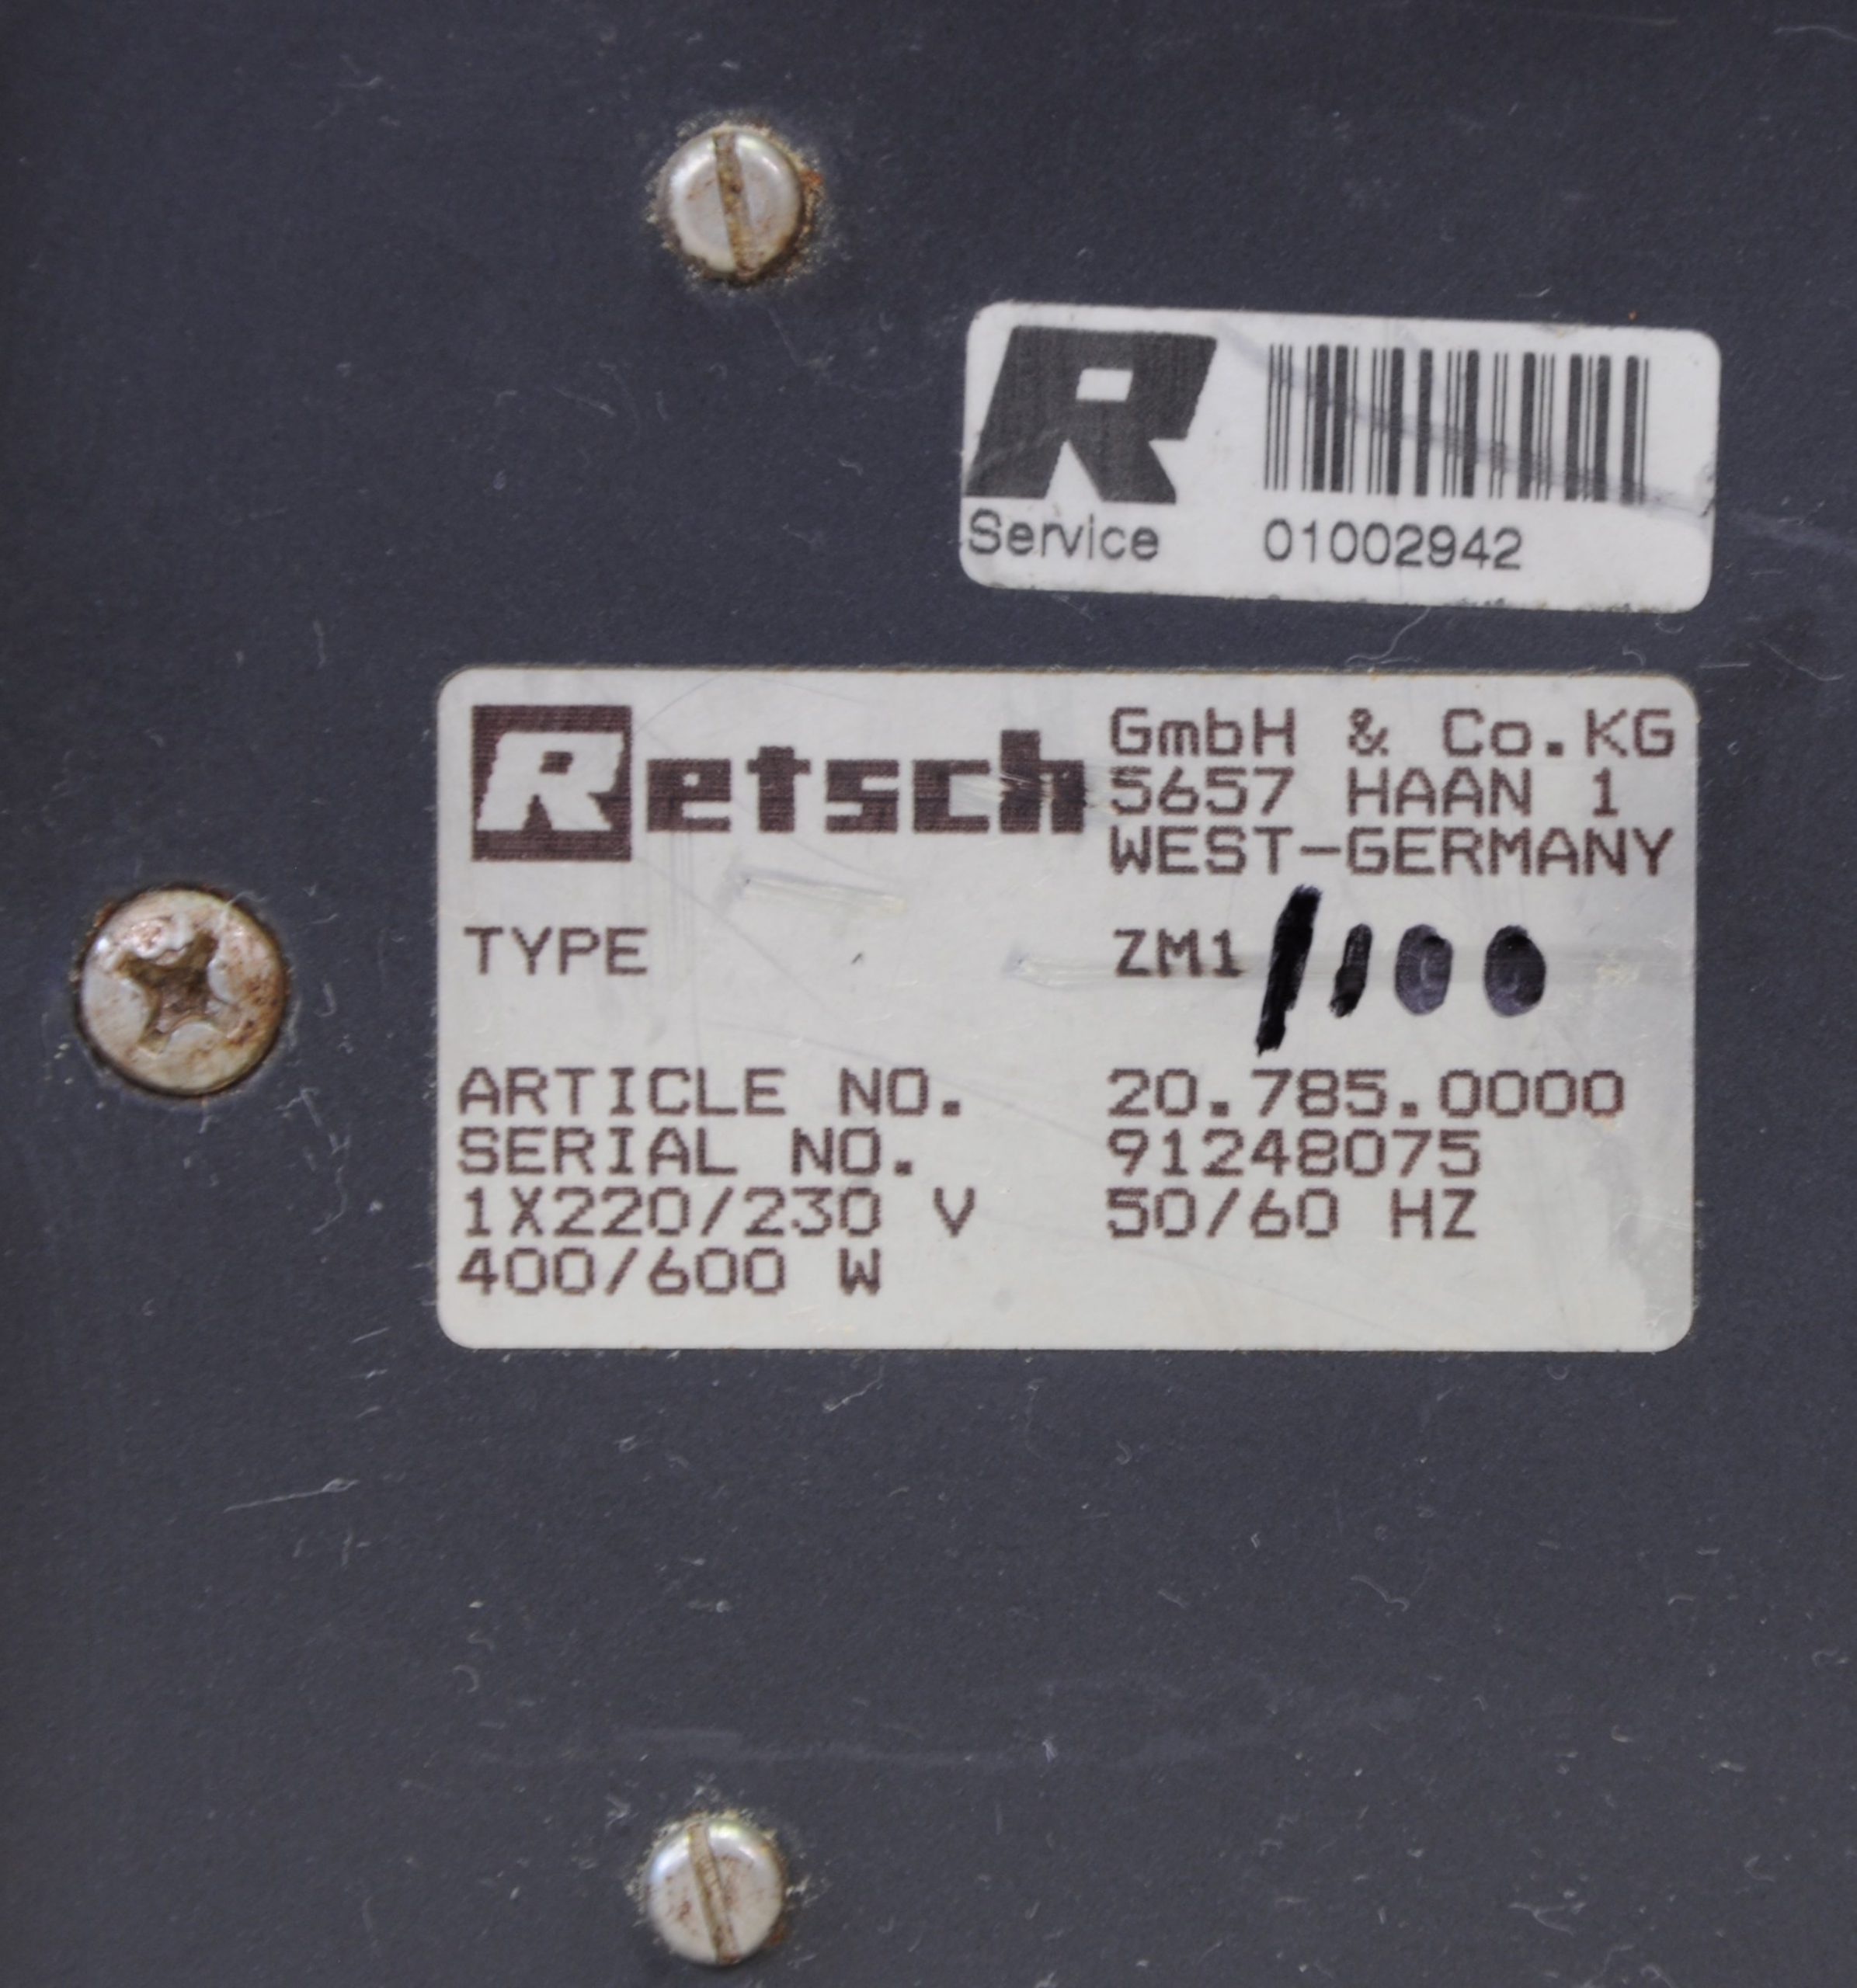 Service 01002942
Retsch GmbH & Co.KG
5657 HAAN 1
WEST-GERMANY
TYPE ZM1
ARTICLE NO. 20.785.0000
SERIAL NO. 91248075
1X220/230 V 50/60 HZ
400/600 W